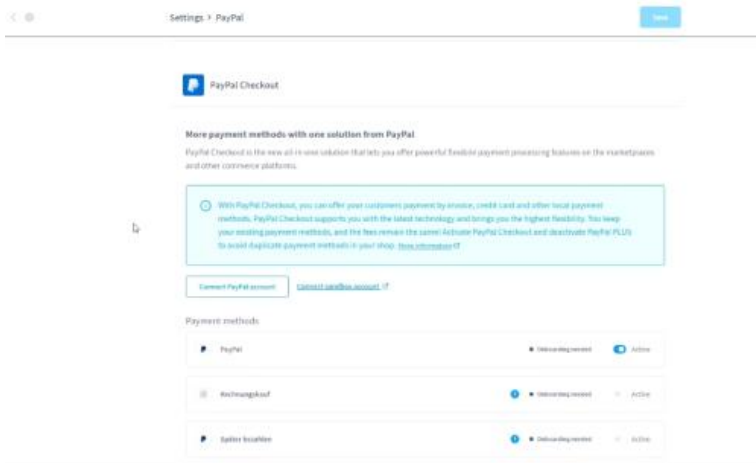 Settings > PayPal
Save
PayPal Checkout
More payment methods with one solution from PayPal
PayPal Checkout is the new all-in-one solution that lets you offer powerful flexible payment processing features on the marketplaces
and other commerce platforms.
With PayPal Checkout, you can offer your customers payment by invoice, credit card and other local payment
methods. PayPal Checkout supports you with the latest technology and brings you the highest flexibility. You keep
your existing payment methods, and the fees remain the same! Activate PayPal Checkout and deactivate PayPal PLUS
to avoid duplicate payment methods in your shop. More information
Connect PayPal account
Connect sandbox account
Payment methods
PayPal
Onboarding needed
Active
Rechnungskauf
Onboarding needed
Active
Später bezahlen
Onboarding needed
Active